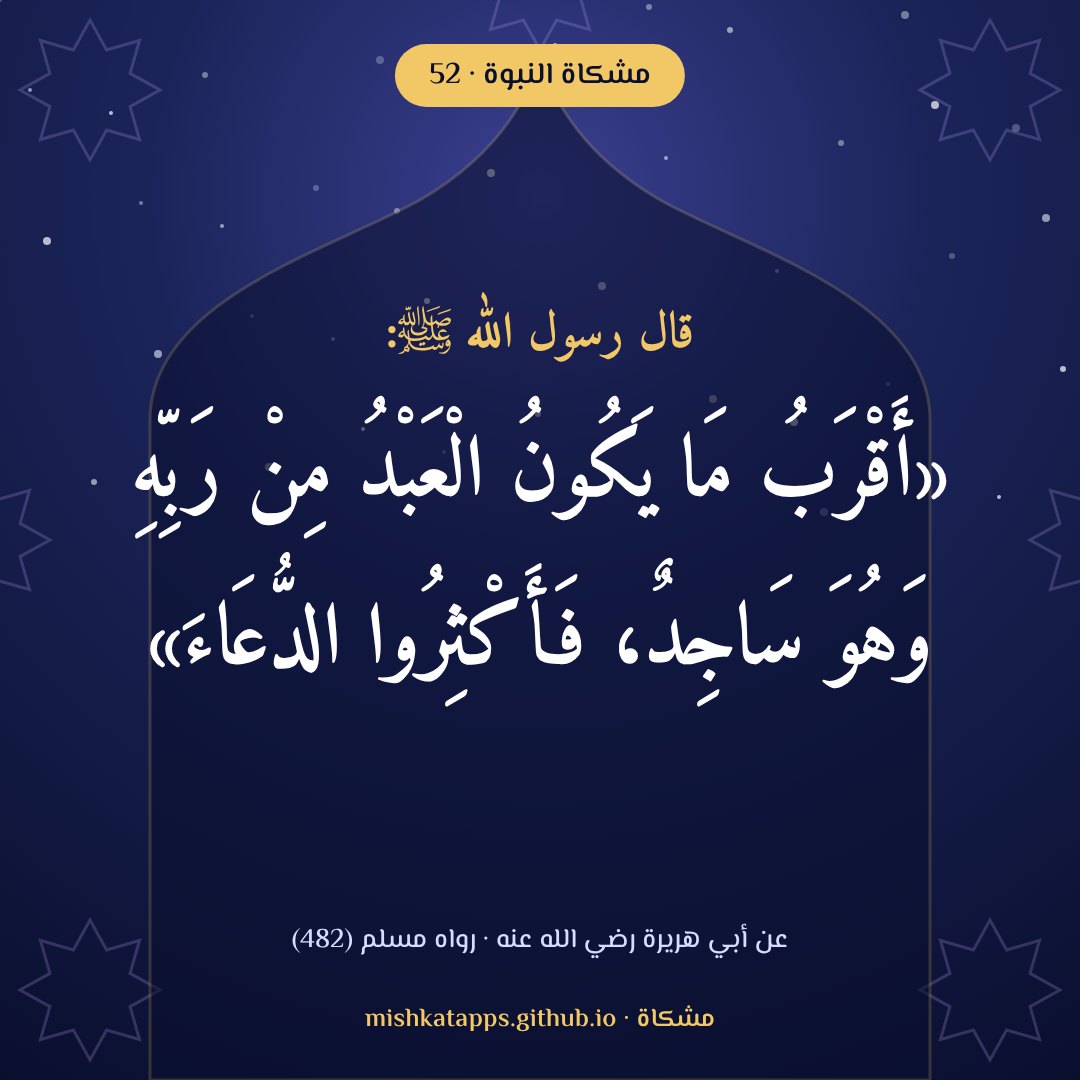 مشكاة النبوة · 52
قال رسول الله ﷺ:
«أَقْرَبُ مَا يَكُونُ الْعَبْدُ مِنْ رَبِّهِ
وَهُوَ سَاجِدٌ، فَأَكْثِرُوا الدُّعَاءَ»
عن أبي هريرة رضي الله عنه · رواه مسلم (482)
مشكاة · mishkatapps.github.io